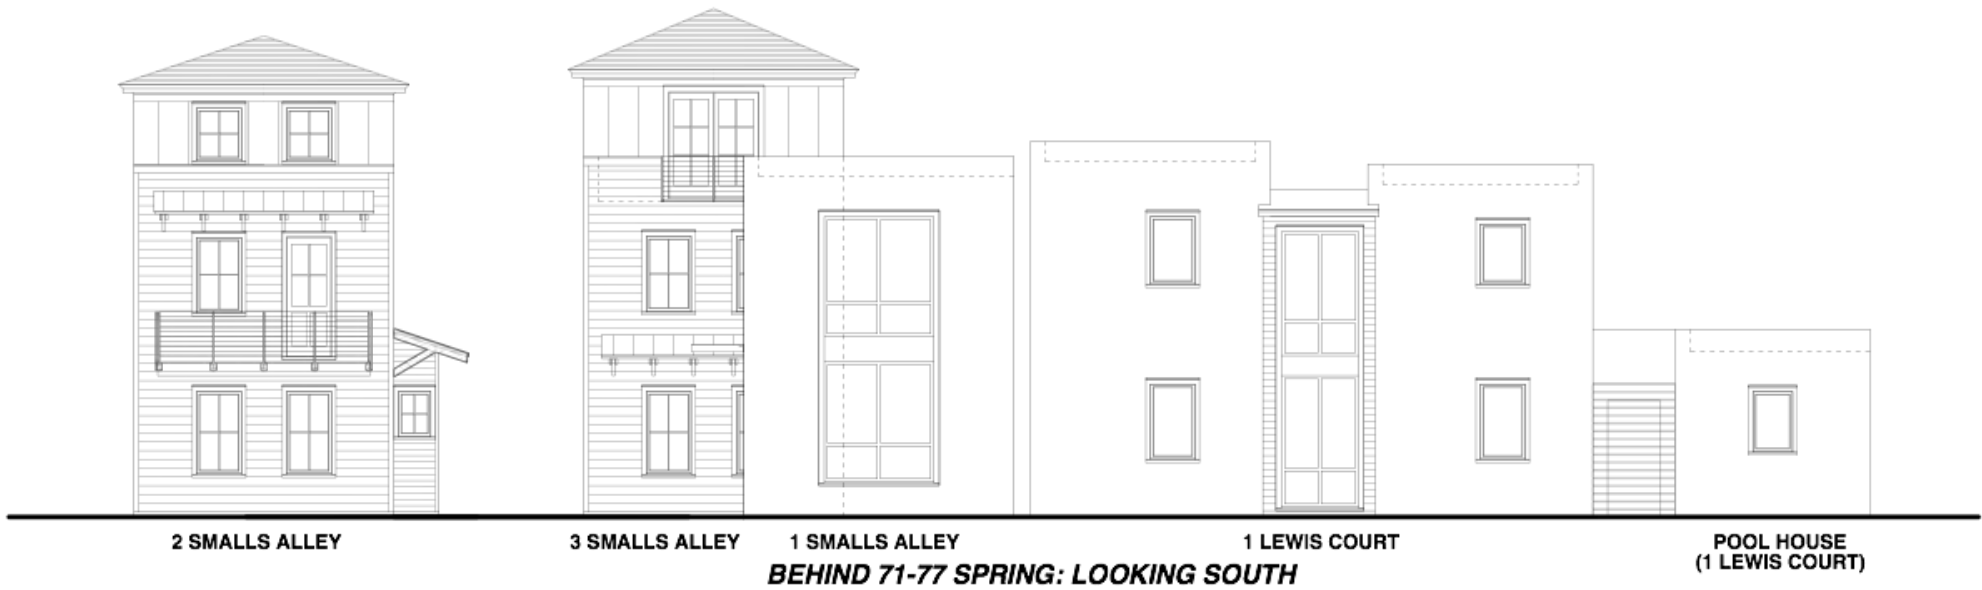 2 SMALLS ALLEY
3 SMALLS ALLEY
1 SMALLS ALLEY
1 LEWIS COURT
POOL HOUSE
(1 LEWIS COURT)
BEHIND 71-77 SPRING: LOOKING SOUTH